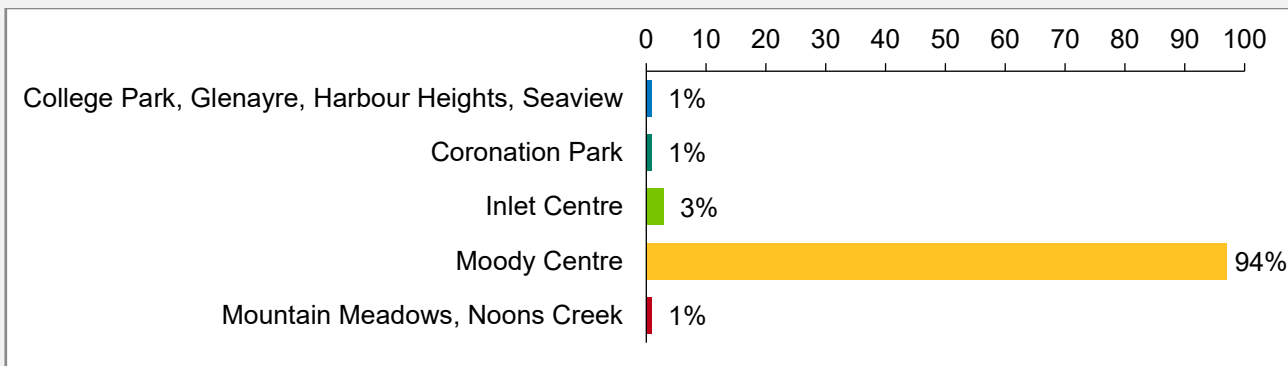 0 10 20 30 40 50 60 70 80 90 100
College Park, Glenayre, Harbour Heights, Seaview 1%
Coronation Park 1%
Inlet Centre 3%
Moody Centre 94%
Mountain Meadows, Noons Creek 1%